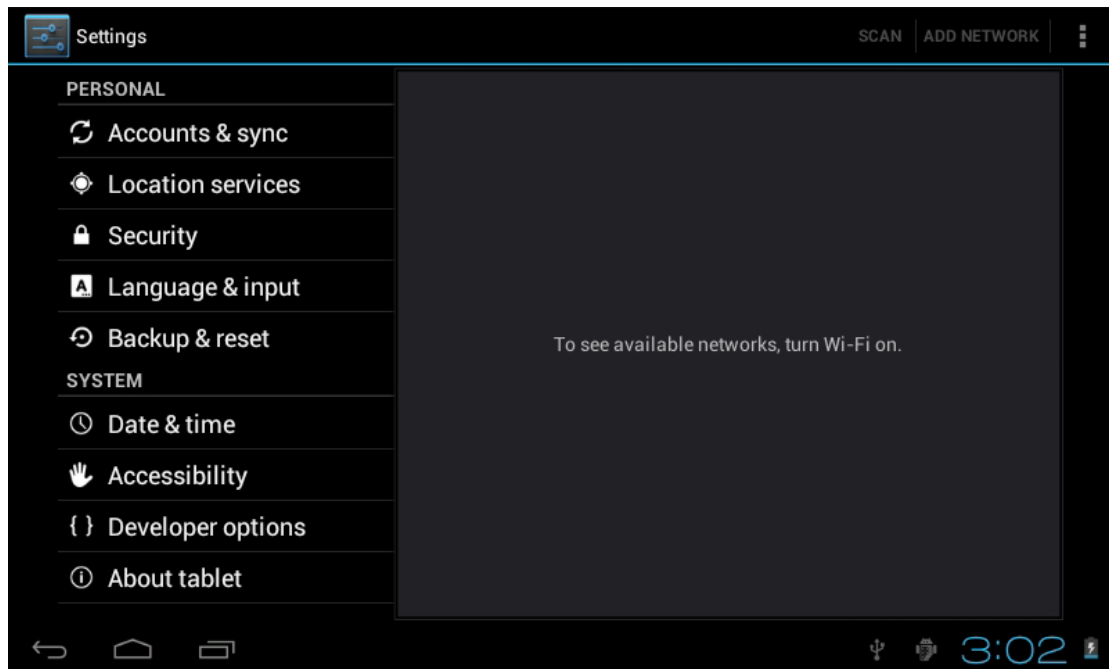 Settings
SCAN
ADD NETWORK
PERSONAL
Accounts & sync
Location services
Security
Language & input
Backup & reset
SYSTEM
Date & time
Accessibility
{ } Developer options
About tablet
To see available networks, turn Wi-Fi on.
3:02